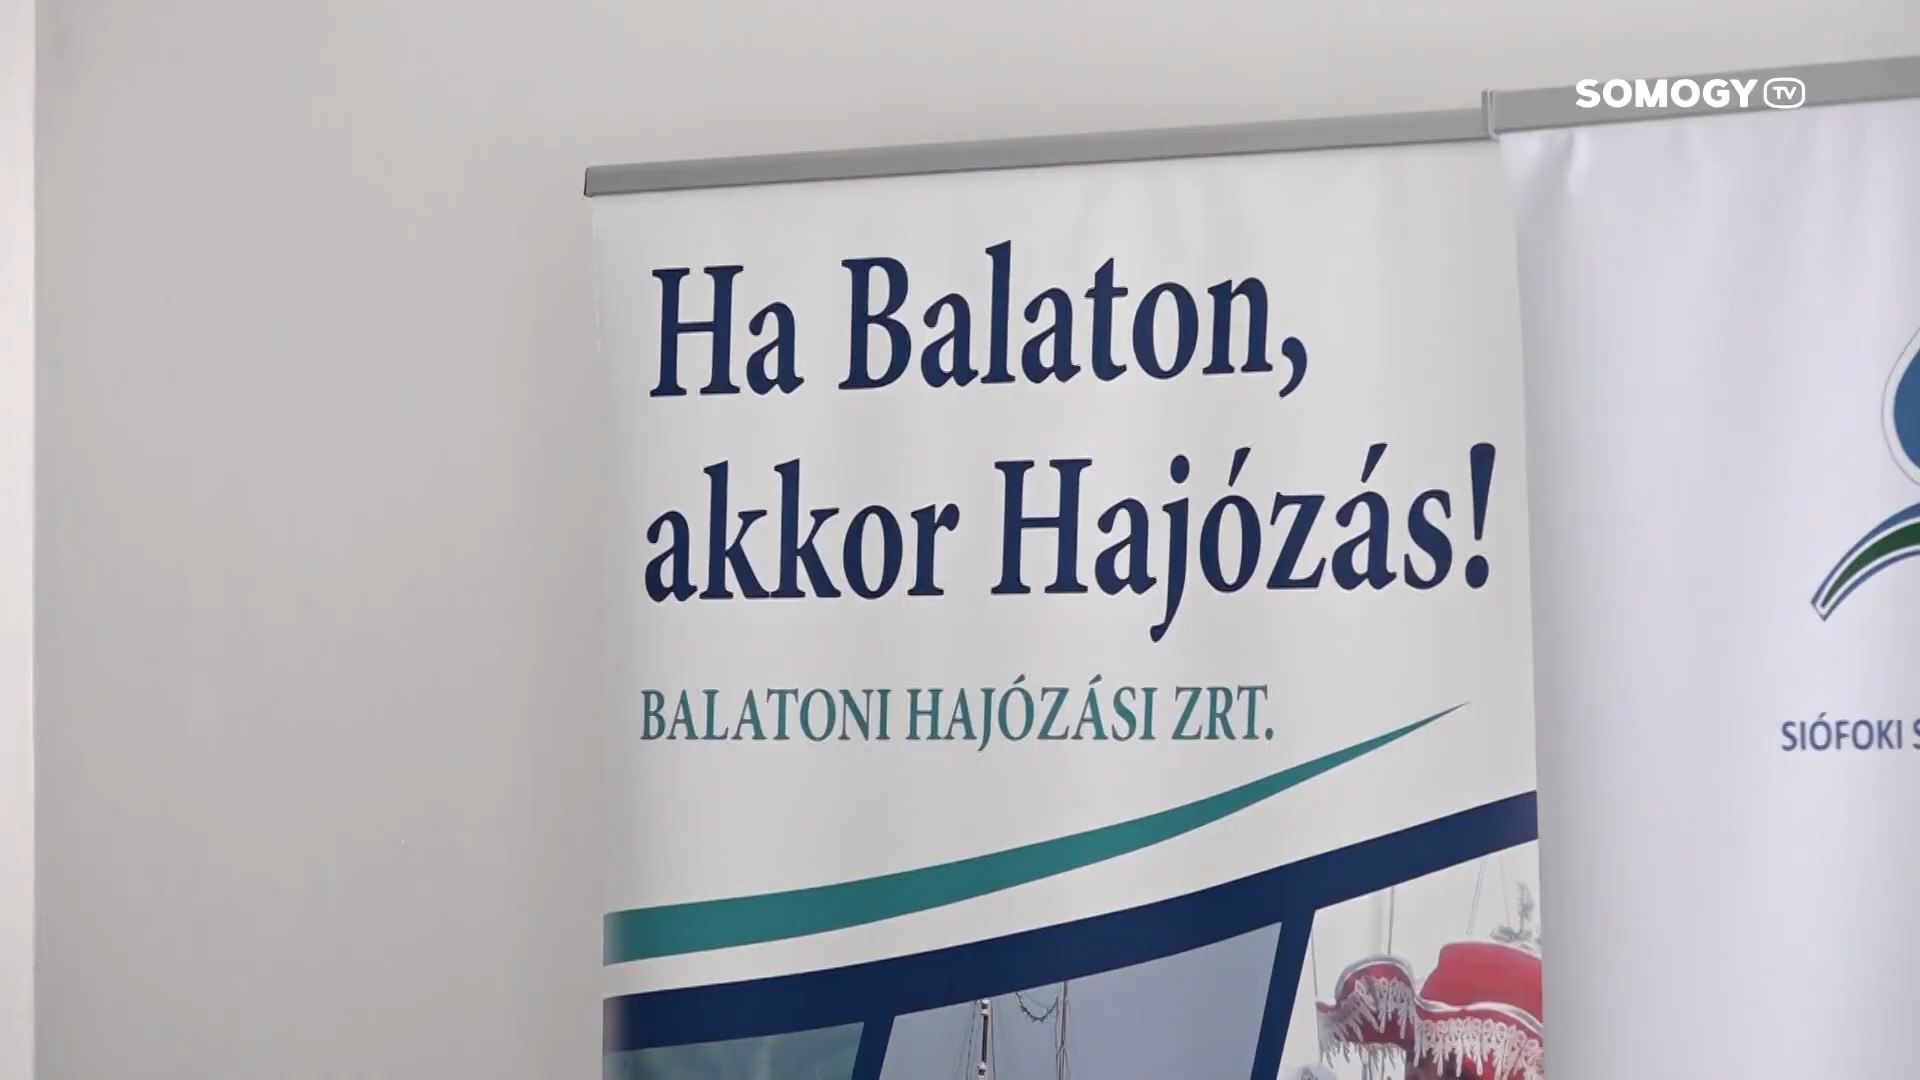 SOMOGY TV
Ha Balaton,
akkor Hajózás!
BALATONI HAJÓZÁSI ZRT.
SIÓFOKI